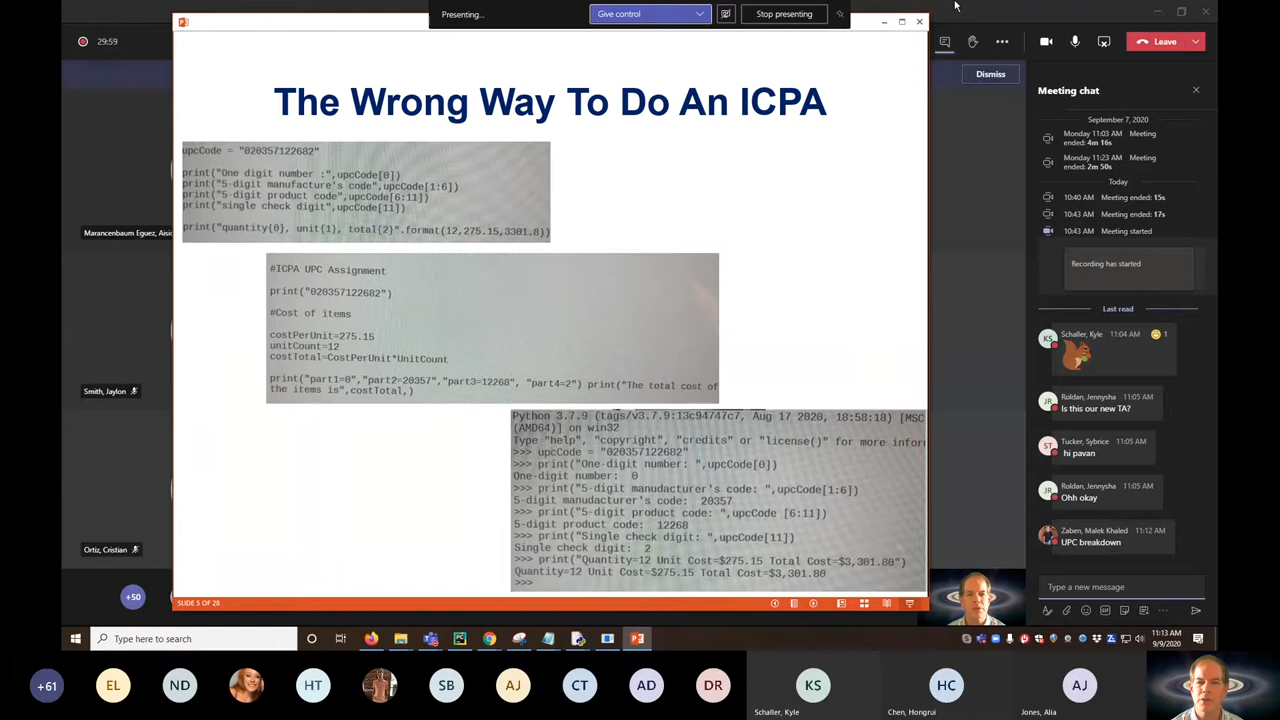 Presenting...
Give control
Stop presenting
29:59
Leave
Dismiss
The Wrong Way To Do An ICPA
upcCode = "020357122682"
print("One digit number :",upcCode[0])
print("5-digit manufacture's code",upcCode[1:6])
print("5-digit product code",upcCode[6:11])
print("single check digit",upcCode[11])
print("quantity{0}, unit{1}, total{2}".format(12,275.15,3301.8))
#ICPA UPC Assignment
print("020357122682")
#Cost of items
costPerUnit=275.15
unitCount=12
costTotal=CostPerUnit*UnitCount
print("part1=0","part2=20357","part3=12268", "part4=2") print("The total cost of
the items is",costTotal,)
Python 3.7.9 (tags/v3.7.9:13c94747c7, Aug 17 2020, 18:58:18) [MSC
(AMD64)] on win32
Type "help", "copyright", "credits" or "license()" for more infor
>>> upcCode = "020357122682"
>>> print("One-digit number: ",upcCode[0])
One-digit number:  0
>>> print("5-digit manudacturer's code: ",upcCode[1:6])
5-digit manudacturer's code:  20357
>>> print("5-digit product code: ",upcCode [6:11])
5-digit product code:  12268
>>> print("Single check digit: ",upcCode[11])
Single check digit:  2
>>> print("Quantity=12 Unit Cost=$275.15 Total Cost=$3,301.80")
Quantity=12 Unit Cost=$275.15 Total Cost=$3,301.80
>>>
SLIDE 5 OF 28
Marancenbaum Eguez, Aisic
Smith, Jaylon
Ortiz, Cristian
+50
Meeting chat
September 7, 2020
Monday 11:03 AM Meeting
ended: 4m 16s
Monday 11:23 AM Meeting
ended: 2m 50s
Today
10:40 AM Meeting ended: 15s
10:43 AM Meeting ended: 17s
10:43 AM Meeting started
Recording has started
Last read
KS
Schaller, Kyle 11:04 AM 1
JR
Roldan, Jennysha 11:05 AM
Is this our new TA?
ST
Tucker, Sybrice 11:05 AM
hi pavan
JR
Roldan, Jennysha 11:05 AM
Ohh okay
Zaben, Malek Khaled 11:12 AM
UPC breakdown
Type a new message
Type here to search
11:13 AM
9/9/2020
+61
EL
ND
HT
SB
AJ
CT
AD
DR
KS
HC
AJ
Schaller, Kyle
Chen, Hongrui
Jones, Alia